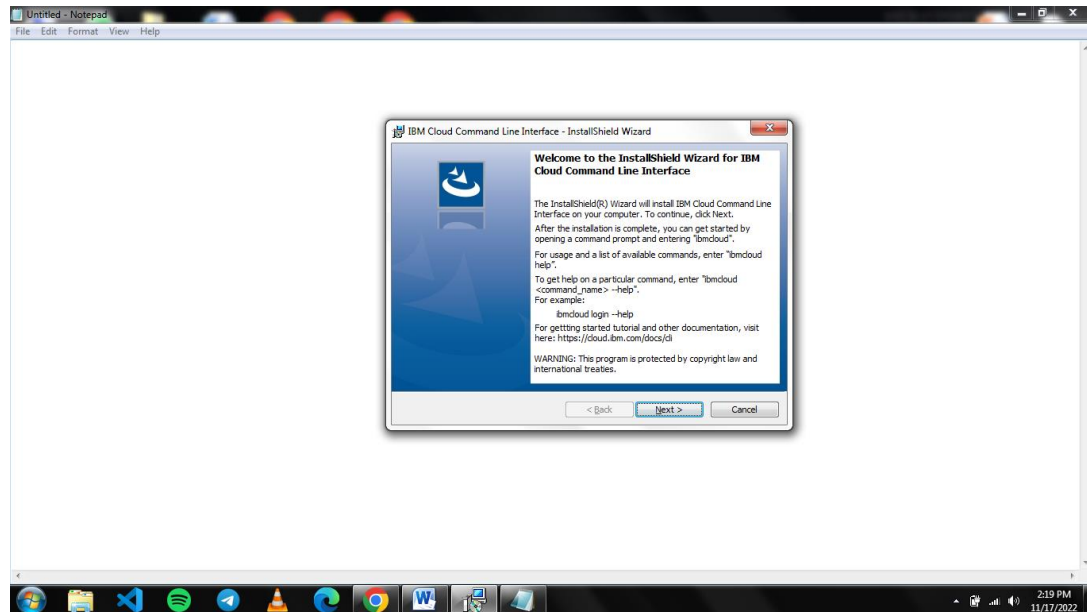 Untitled - Notepad
File Edit Format View Help
IBM Cloud Command Line Interface - InstallShield Wizard
Welcome to the InstallShield Wizard for IBM
Cloud Command Line Interface
The InstallShield(R) Wizard will install IBM Cloud Command Line
Interface on your computer. To continue, click Next.
After the installation is complete, you can get started by
opening a command prompt and entering "ibmcloud".
For usage and a list of available commands, enter "ibmcloud
help".
To get help on a particular command, enter "ibmcloud
<command_name> --help".
For example:
ibmcloud login --help
For gettting started tutorial and other documentation, visit
here: https://cloud.ibm.com/docs/cli
WARNING: This program is protected by copyright law and
international treaties.
< Back Next > Cancel
2:19 PM
11/17/2022